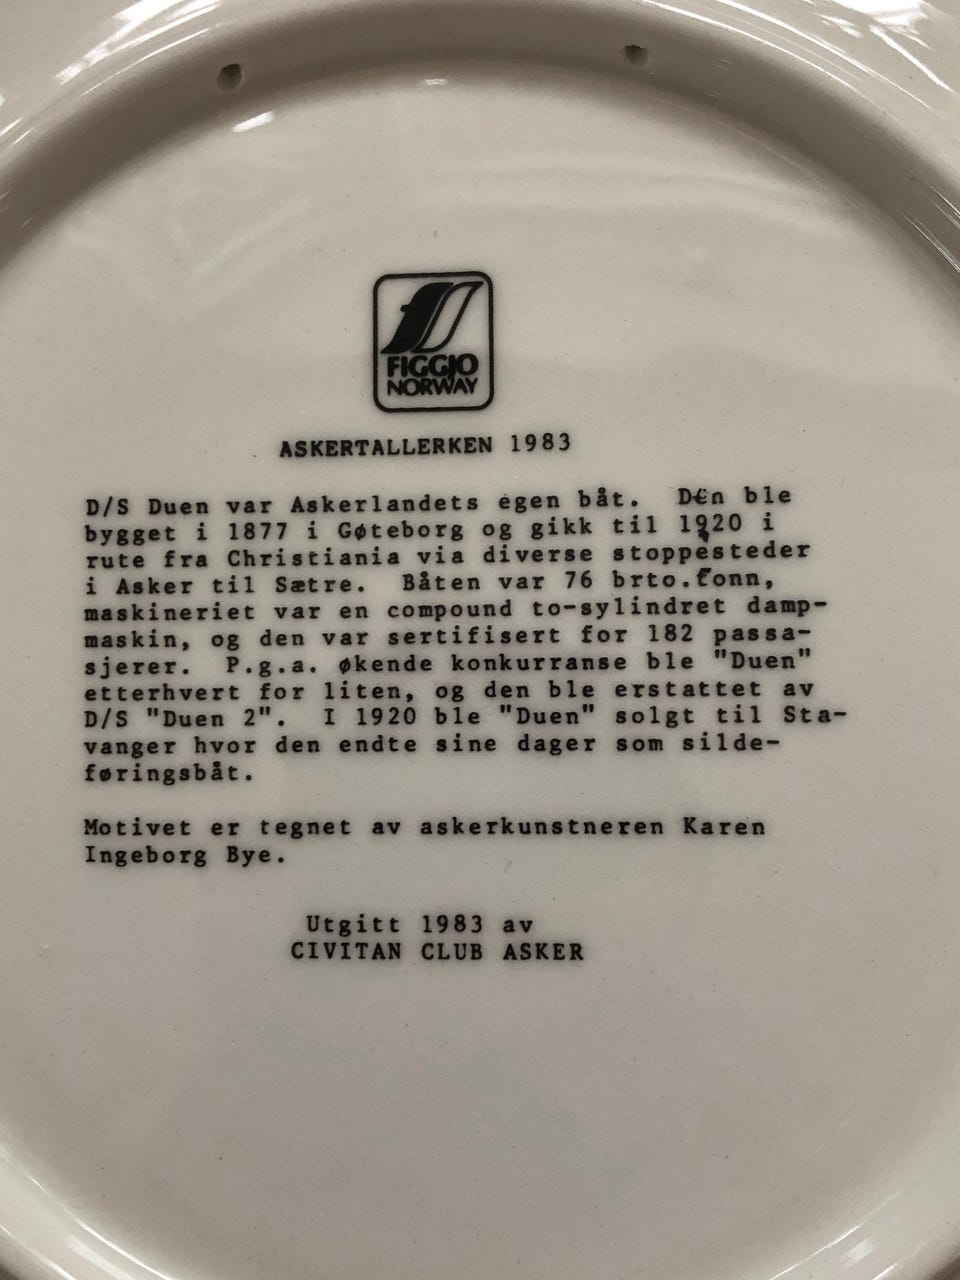 FIGGJO
NORWAY
ASKERTALLERKEN 1983
D/S Duen var Askerlandets egen båt. Den ble
bygget i 1877 i Gøteborg og gikk til 1920 i
rute fra Christiania via diverse stoppesteder
i Asker til Sætre. Båten var 76 brto.tonn,
maskineriet var en compound to-sylindret damp-
maskin, og den var sertifisert for 182 passa-
sjerer. P.g.a. økende konkurranse ble "Duen"
etterhvert for liten, og den ble erstattet av
D/S "Duen 2". I 1920 ble "Duen" solgt til Sta-
vanger hvor den endte sine dager som silde-
føringsbåt.
Motivet er tegnet av askerkunstneren Karen
Ingeborg Bye.
Utgitt 1983 av
CIVITAN CLUB ASKER